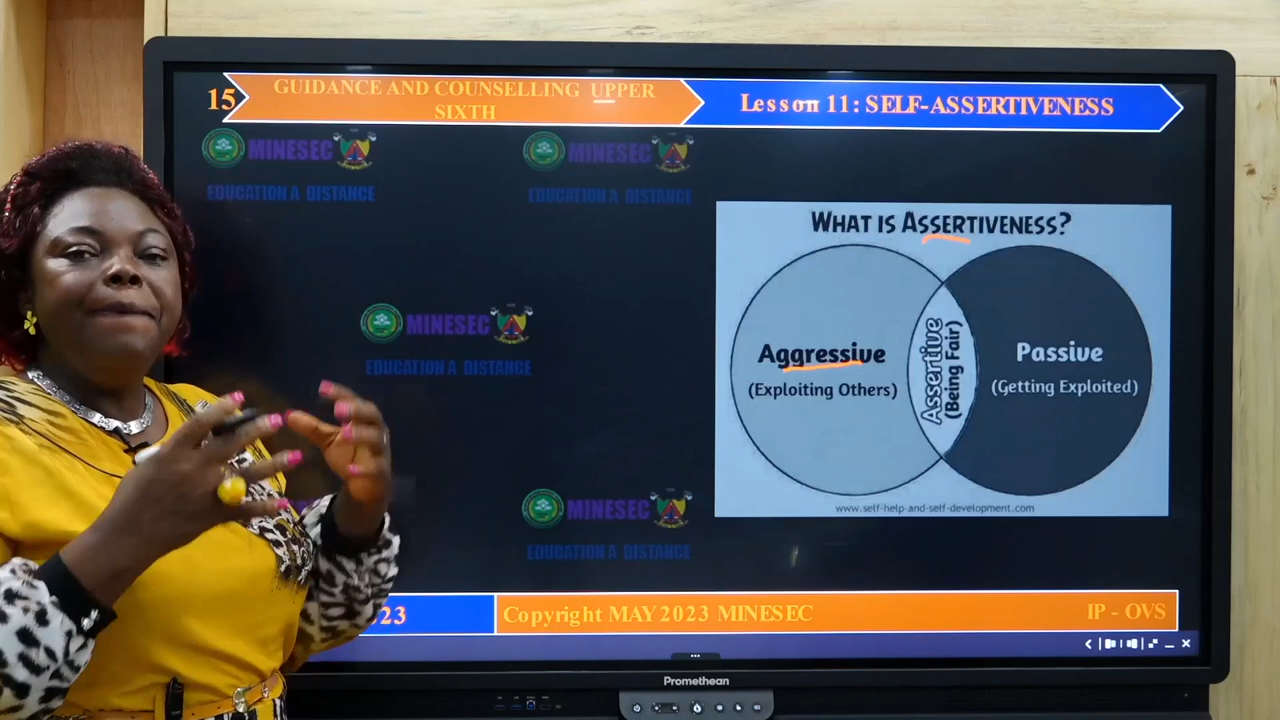 15
GUIDANCE AND COUNSELLING UPPER
SIXTH
Lesson 11: SELF-ASSERTIVENESS
MINESEC
EDUCATION A DISTANCE
MINESEC
EDUCATION A DISTANCE
WHAT IS ASSERTIVENESS?
MINESEC
EDUCATION A DISTANCE
Aggressive
(Exploiting Others)
Assertive
(Being Fair)
Passive
(Getting Exploited)
MINESEC
EDUCATION A DISTANCE
www.self-help-and-self-development.com
23
Copyright MAY 2023 MINESEC
IP - OVS
Promethean